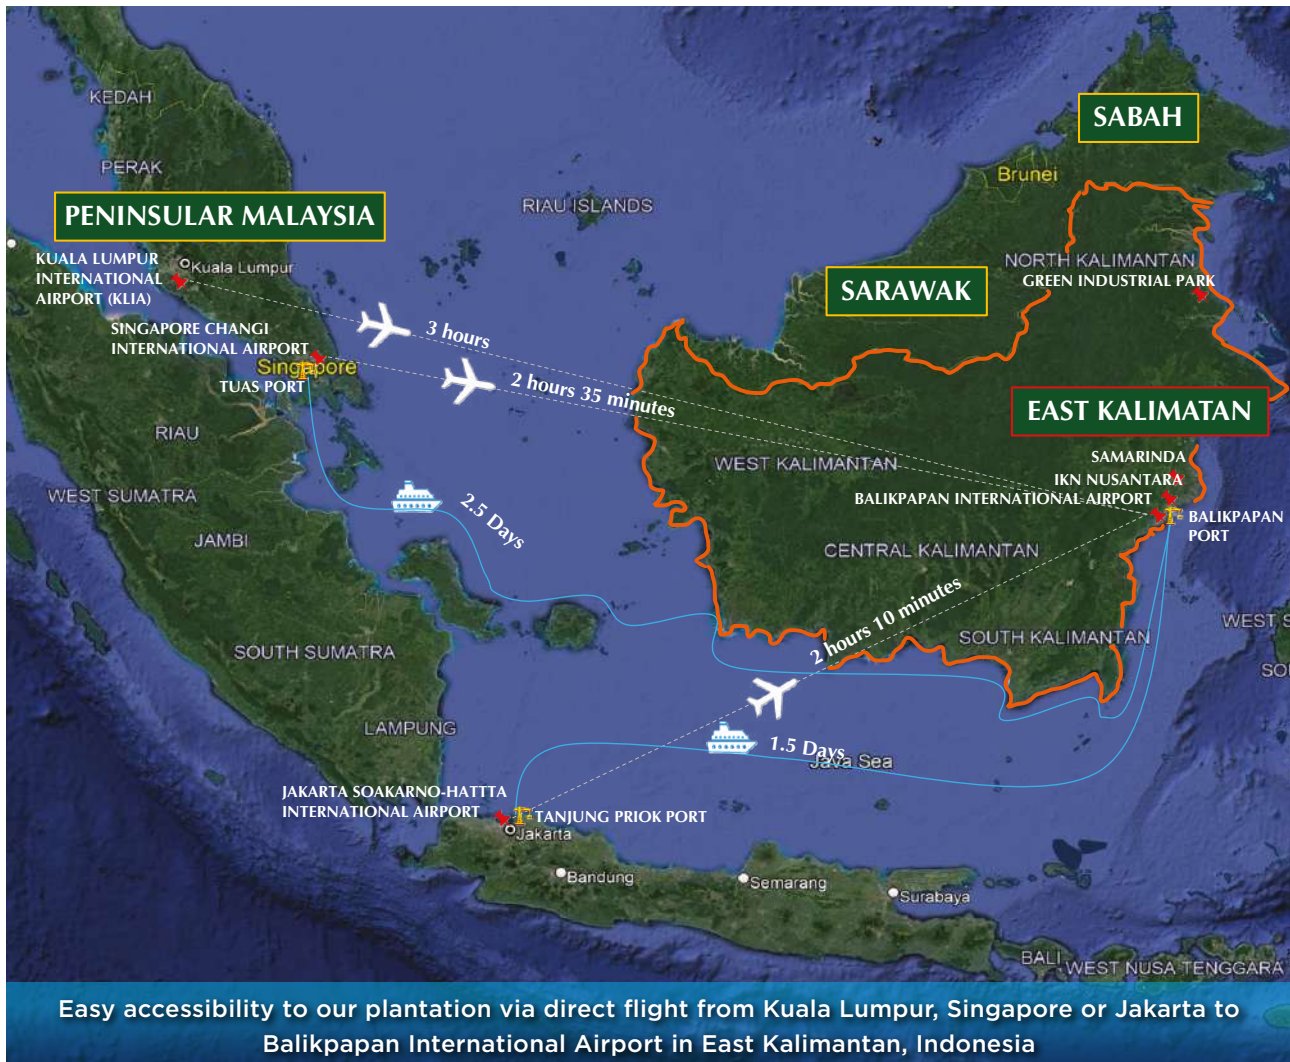 KEDAH
SABAH
PERAK
Brunei
PENINSULAR MALAYSIA
RIAU ISLANDS
KUALA LUMPUR
INTERNATIONAL
AIRPORT (KLIA)
Kuala Lumpur
NORTH KALIMANTAN
GREEN INDUSTRIAL PARK
SARAWAK
SINGAPORE CHANGI
INTERNATIONAL AIRPORT
3 hours
Singapore
TUAS PORT
2 hours 35 minutes
EAST KALIMATAN
RIAU
WEST KALIMANTAN
SAMARINDA
IKN NUSANTARA
BALIKPAPAN INTERNATIONAL AIRPORT
BALIKPAPAN
PORT
WEST SUMATRA
2.5 Days
JAMBI
CENTRAL KALIMANTAN
2 hours 10 minutes
SOUTH KALIMANTAN
WEST S
SO
SOUTH SUMATRA
LAMPUNG
1.5 Days
Java Sea
JAKARTA SOAKARNO-HATTTA
INTERNATIONAL AIRPORT
TANJUNG PRIOK PORT
Jakarta
Bandung
Semarang
Surabaya
BALI
WEST NUSA TENGGARA
Easy accessibility to our plantation via direct flight from Kuala Lumpur, Singapore or Jakarta to
Balikpapan International Airport in East Kalimantan, Indonesia